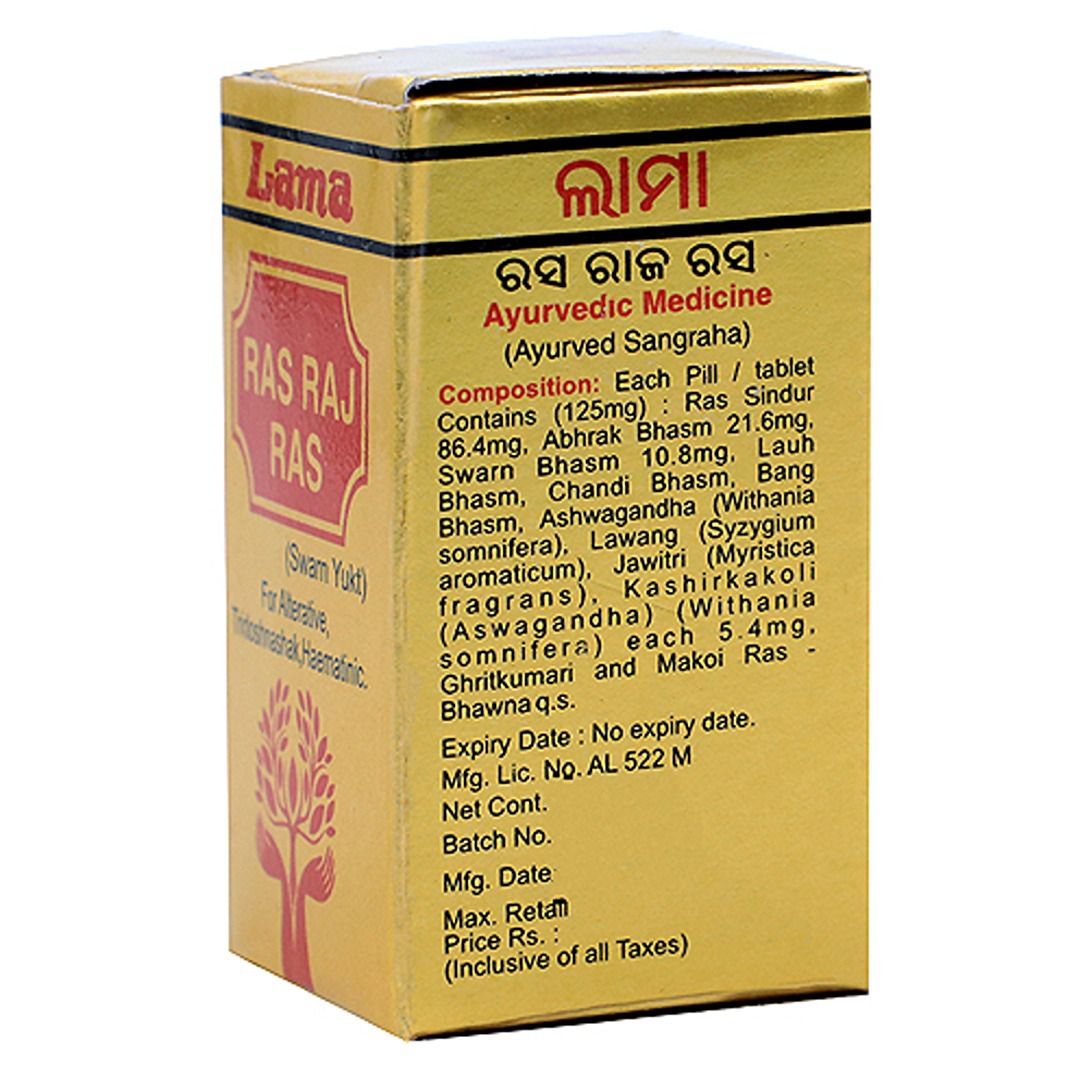 Lama
RAS RAJ
RAS
(Swarn Yukt)
For Alterative,
Tridoshnashak, Haematinic.
ଲାମା
ରସ ରାଜ ରସ
Ayurvedic Medicine
(Ayurved Sangraha)
Composition: Each Pill / tablet
Contains (125mg) : Ras Sindur
86.4mg, Abhrak Bhasm 21.6mg,
Swarn Bhasm 10.8mg, Lauh
Bhasm, Chandi Bhasm, Bang
Bhasm, Ashwagandha (Withania
somnifera), Lawang (Syzygium
aromaticum), Jawitri (Myristica
fragrans), Kashirkakoli
(Aswagandha) (Withania
somnifera) each 5.4mg,
Ghritkumari and Makoi Ras -
Bhawna q.s.
Expiry Date : No expiry date.
Mfg. Lic. No. AL 522 M
Net Cont.
Batch No.
Mfg. Date
Max. Retail
Price Rs. :
(Inclusive of all Taxes)